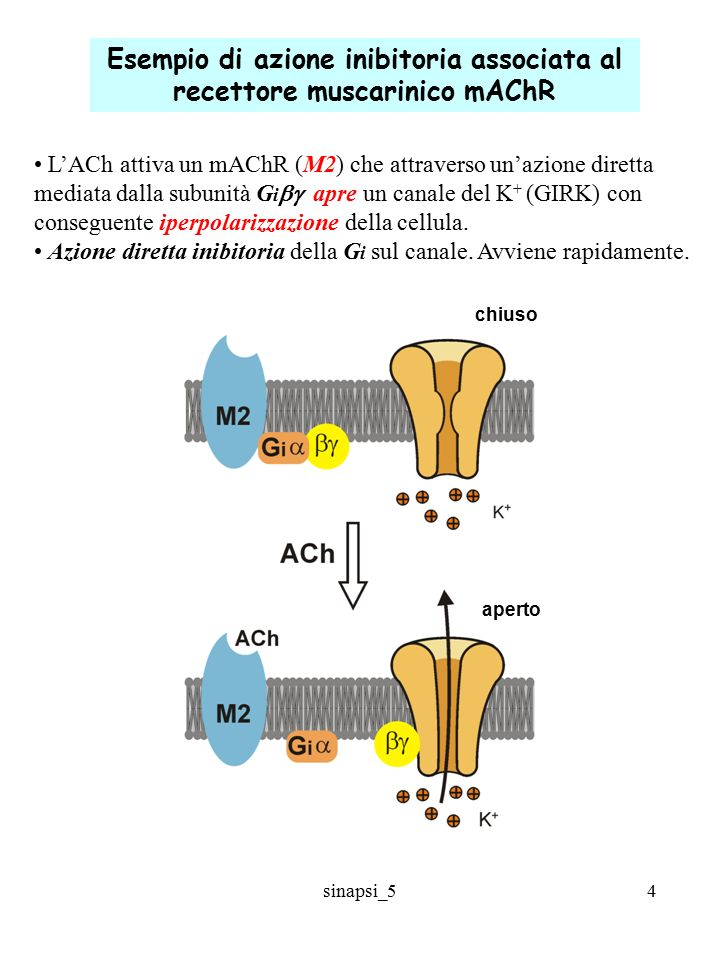 Esempio di azione inibitoria associata al
recettore muscarinico mAChR
• L’ACh attiva un mAChR (M2) che attraverso un’azione diretta
mediata dalla subunità Giβγ apre un canale del K⁺ (GIRK) con
conseguente iperpolarizzazione della cellula.
• Azione diretta inibitoria della Gi sul canale. Avviene rapidamente.
chiuso
M2
Gi α
βγ
K⁺
ACh
aperto
ACh
M2
Gi α
βγ
K⁺
sinapsi_5
4